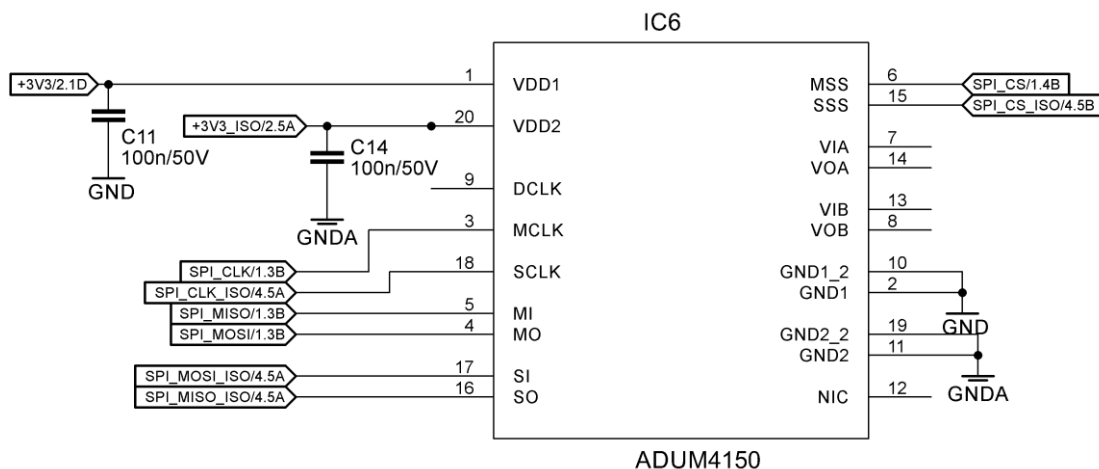 IC6
+3V3/2.1D
1
VDD1
MSS
6
SPI_CS/1.4B
SSS
15
SPI_CS_ISO/4.5B
C11
100n/50V
GND
+3V3_ISO/2.5A
20
VDD2
C14
100n/50V
GNDA
VIA
7
VOA
14
9
DCLK
VIB
13
VOB
8
3
MCLK
SPI_CLK/1.3B
18
SCLK
SPI_CLK_ISO/4.5A
GND1_2
10
GND1
2
GND
SPI_MISO/1.3B
5
MI
SPI_MOSI/1.3B
4
MO
GND2_2
19
GND2
11
GNDA
SPI_MOSI_ISO/4.5A
17
SI
SPI_MISO_ISO/4.5A
16
SO
NIC
12
ADUM4150